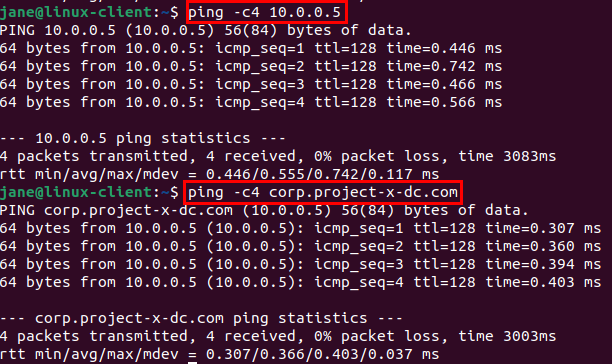 jane@linux-client:~$ ping -c4 10.0.0.5
PING 10.0.0.5 (10.0.0.5) 56(84) bytes of data.
64 bytes from 10.0.0.5: icmp_seq=1 ttl=128 time=0.446 ms
64 bytes from 10.0.0.5: icmp_seq=2 ttl=128 time=0.742 ms
64 bytes from 10.0.0.5: icmp_seq=3 ttl=128 time=0.466 ms
64 bytes from 10.0.0.5: icmp_seq=4 ttl=128 time=0.566 ms
--- 10.0.0.5 ping statistics ---
4 packets transmitted, 4 received, 0% packet loss, time 3083ms
rtt min/avg/max/mdev = 0.446/0.555/0.742/0.117 ms
jane@linux-client:~$ ping -c4 corp.project-x-dc.com
PING corp.project-x-dc.com (10.0.0.5) 56(84) bytes of data.
64 bytes from 10.0.0.5 (10.0.0.5): icmp_seq=1 ttl=128 time=0.307 ms
64 bytes from 10.0.0.5 (10.0.0.5): icmp_seq=2 ttl=128 time=0.360 ms
64 bytes from 10.0.0.5 (10.0.0.5): icmp_seq=3 ttl=128 time=0.394 ms
64 bytes from 10.0.0.5 (10.0.0.5): icmp_seq=4 ttl=128 time=0.403 ms
--- corp.project-x-dc.com ping statistics ---
4 packets transmitted, 4 received, 0% packet loss, time 3003ms
rtt min/avg/max/mdev = 0.307/0.366/0.403/0.037 ms